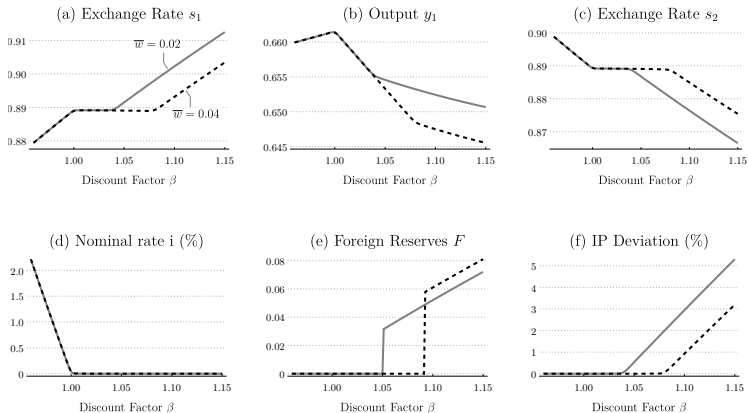 (a) Exchange Rate s₁
0.91
0.90
0.89
0.88
w̅ = 0.02
w̅ = 0.04
1.00 1.05 1.10 1.15
Discount Factor β
(b) Output y₁
0.660
0.655
0.650
0.645
1.00 1.05 1.10 1.15
Discount Factor β
(c) Exchange Rate s₂
0.90
0.89
0.88
0.87
1.00 1.05 1.10 1.15
Discount Factor β
(d) Nominal rate i (%)
2.0
1.5
1.0
0.5
0
1.00 1.05 1.10 1.15
Discount Factor β
(e) Foreign Reserves F
0.08
0.06
0.04
0.02
0
1.00 1.05 1.10 1.15
Discount Factor β
(f) IP Deviation (%)
5
4
3
2
1
0
1.00 1.05 1.10 1.15
Discount Factor β